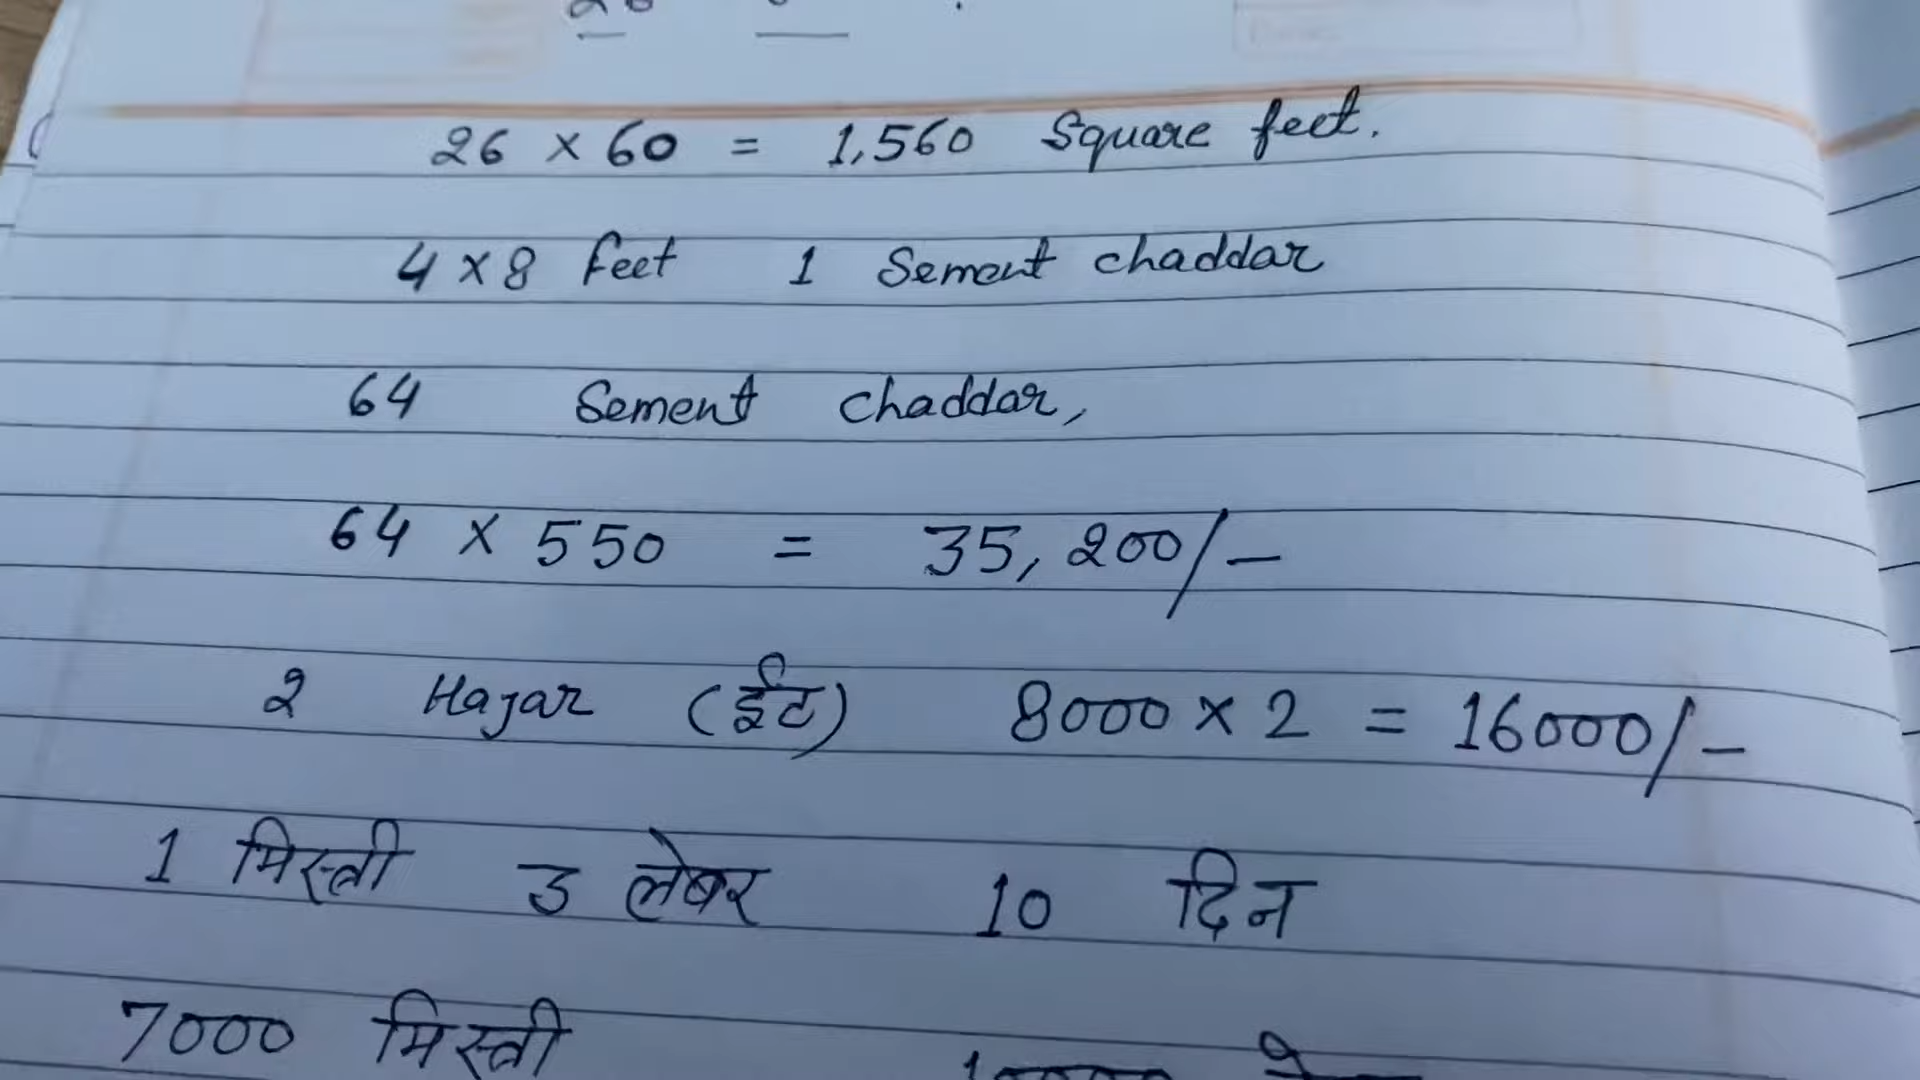 26 × 60 = 1,560 Square feet.
4 × 8 feet 1 Sement chaddar
64 Sement chaddar,
64 × 550 = 35,200/-
2 Hajar (ईट) 8000 × 2 = 16000/-
1 मिस्त्री 3 लेबर 10 दिन
7000 मिस्त्री